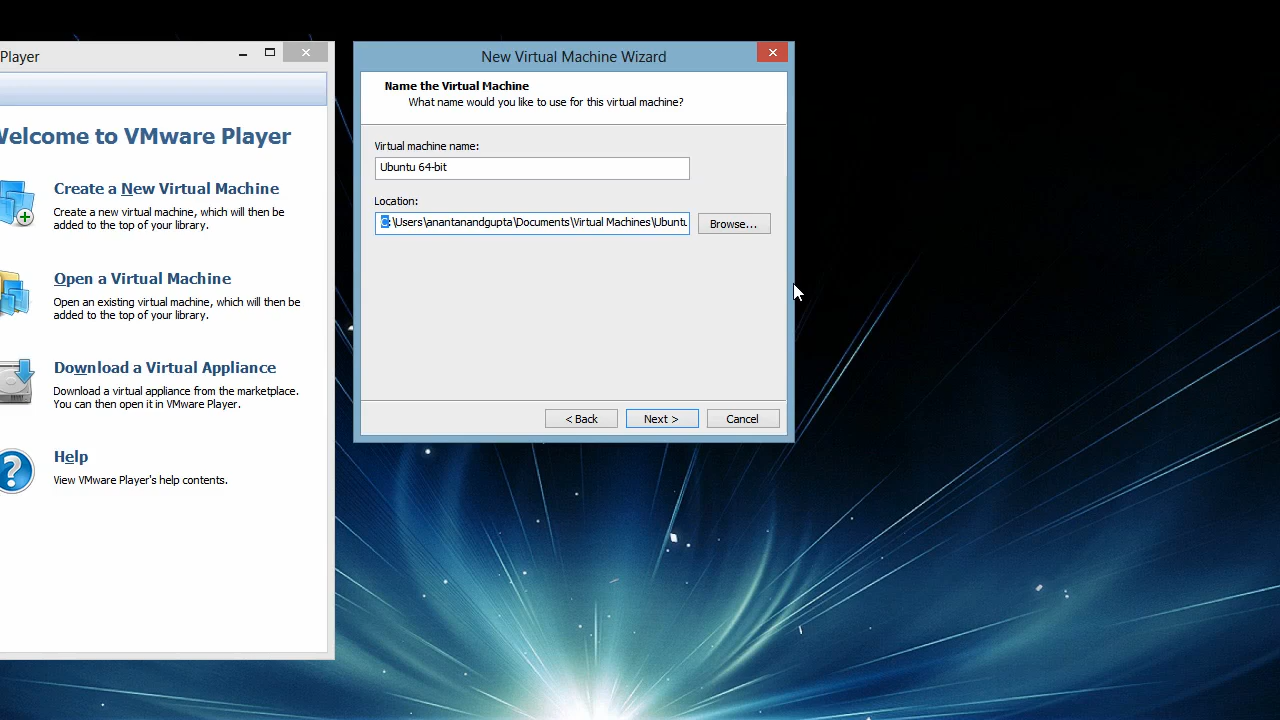 Player
Welcome to VMware Player
Create a New Virtual Machine
Create a new virtual machine, which will then be
added to the top of your library.
Open a Virtual Machine
Open an existing virtual machine, which will then be
added to the top of your library.
Download a Virtual Appliance
Download a virtual appliance from the marketplace.
You can then open it in VMware Player.
Help
View VMware Player's help contents.
New Virtual Machine Wizard
Name the Virtual Machine
What name would you like to use for this virtual machine?
Virtual machine name:
Ubuntu 64-bit
Location:
C:\Users\anantanandgupta\Documents\Virtual Machines\Ubuntu
Browse...
< Back
Next >
Cancel